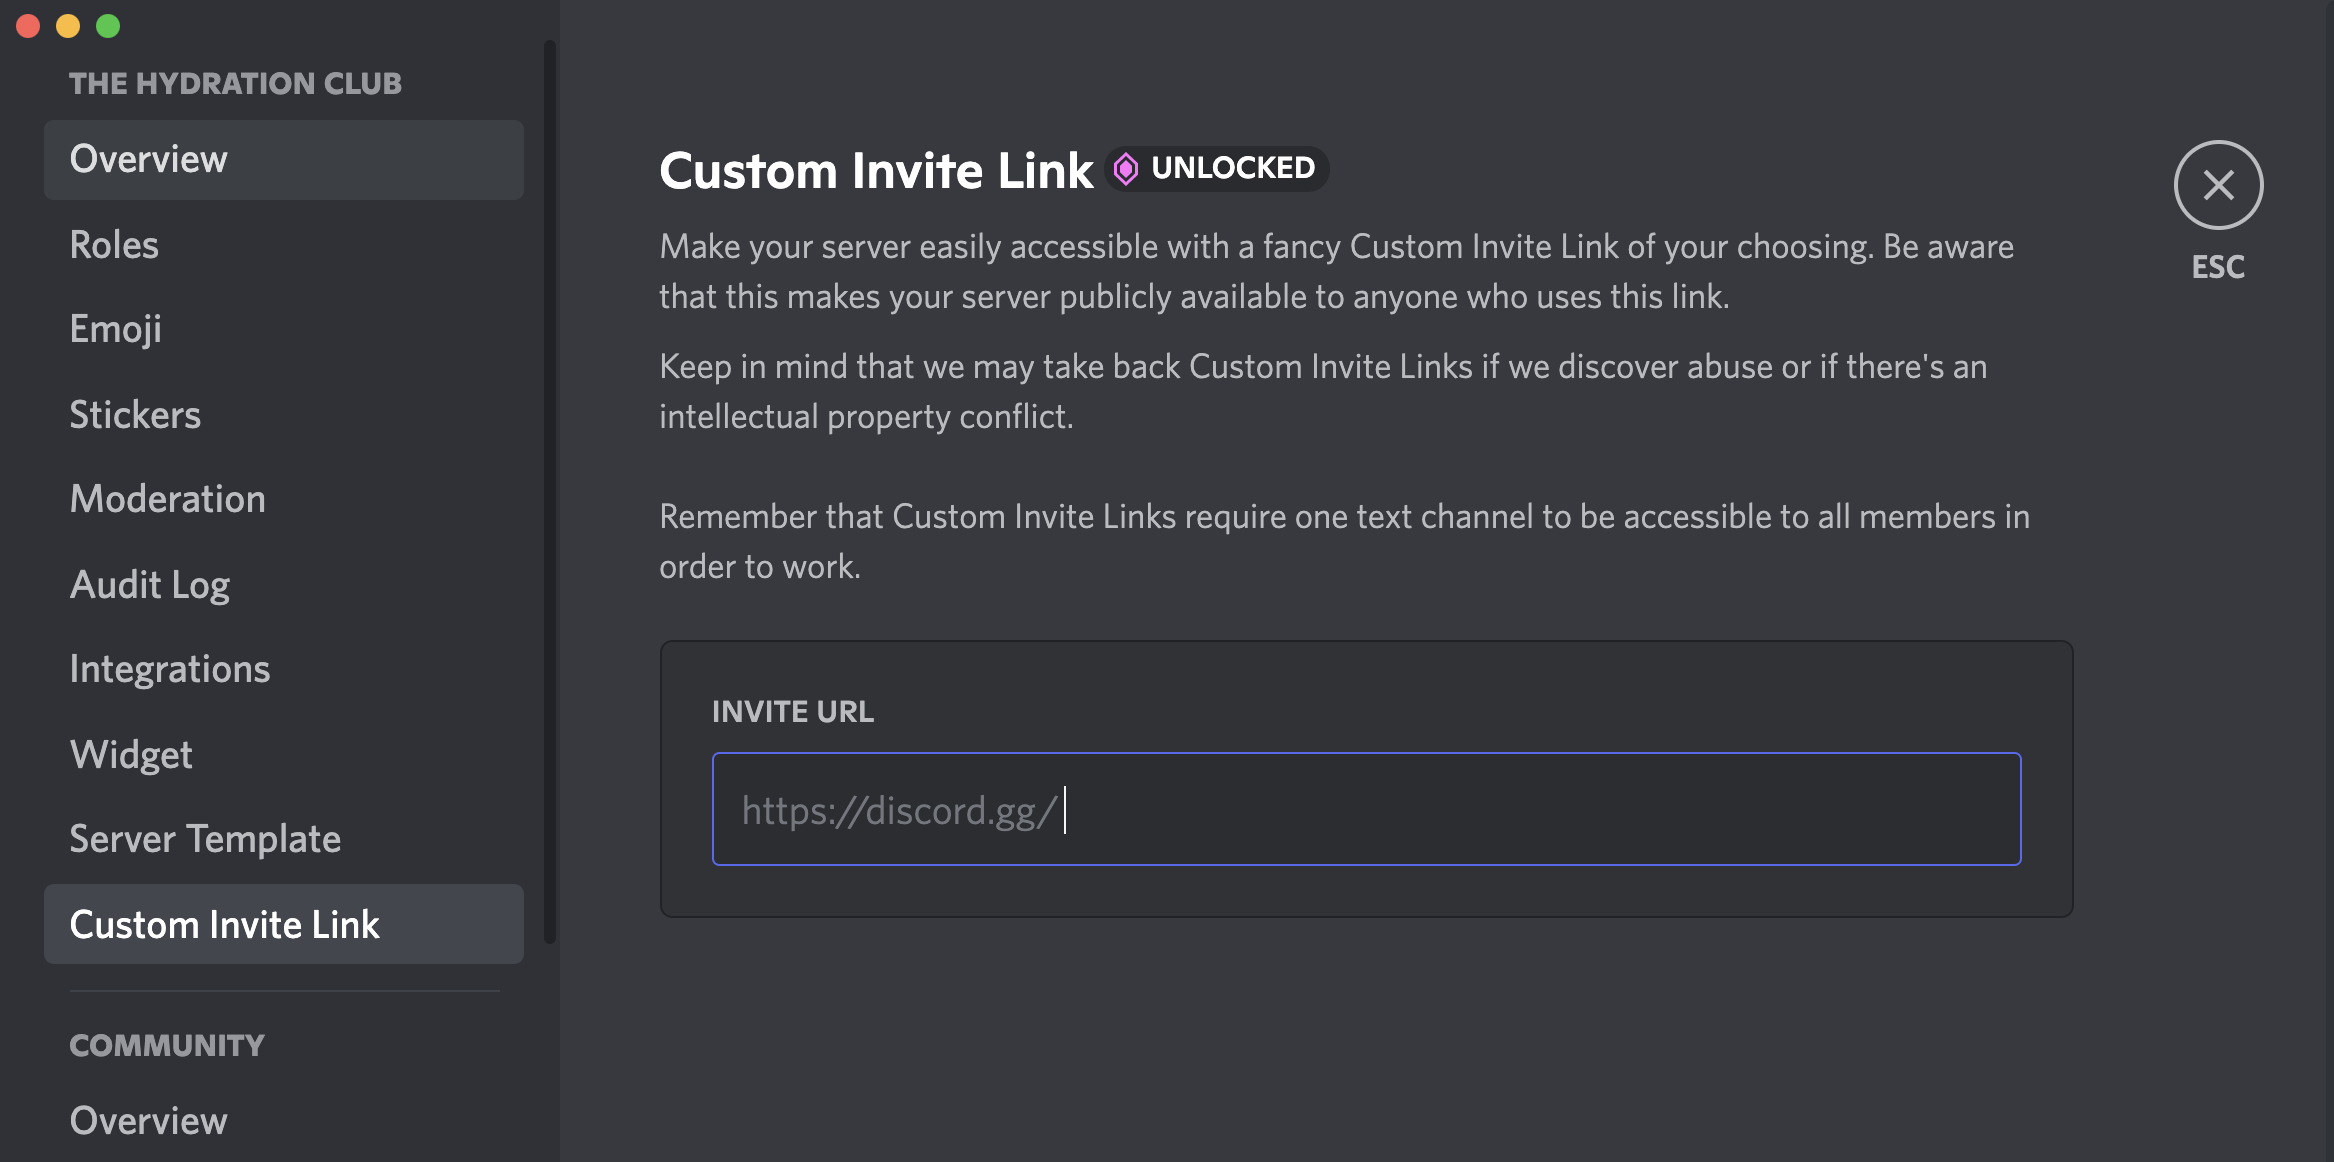 THE HYDRATION CLUB
Overview
Roles
Emoji
Stickers
Moderation
Audit Log
Integrations
Widget
Server Template
Custom Invite Link
COMMUNITY
Overview
Custom Invite Link UNLOCKED
Make your server easily accessible with a fancy Custom Invite Link of your choosing. Be aware
that this makes your server publicly available to anyone who uses this link.
Keep in mind that we may take back Custom Invite Links if we discover abuse or if there's an
intellectual property conflict.
Remember that Custom Invite Links require one text channel to be accessible to all members in
order to work.
INVITE URL
https://discord.gg/
ESC